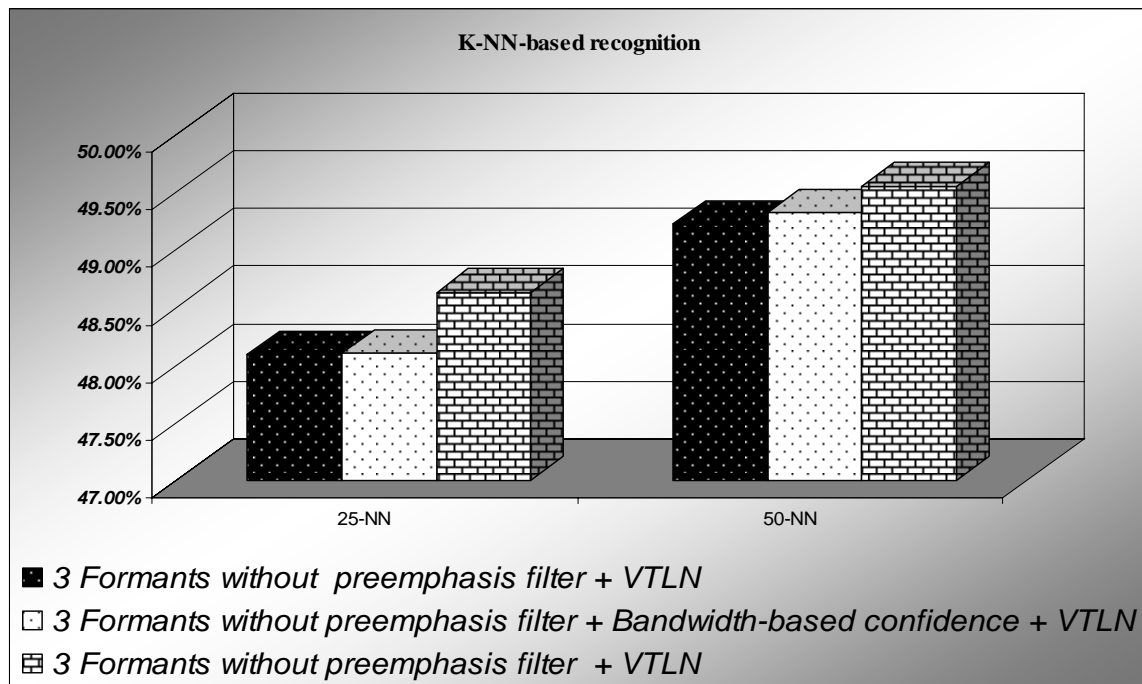 K-NN-based recognition
50.00%
49.50%
49.00%
48.50%
48.00%
47.50%
47.00%
25-NN 50-NN
3 Formants without preemphasis filter + VTLN
3 Formants without preemphasis filter + Bandwidth-based confidence + VTLN
3 Formants without preemphasis filter + VTLN